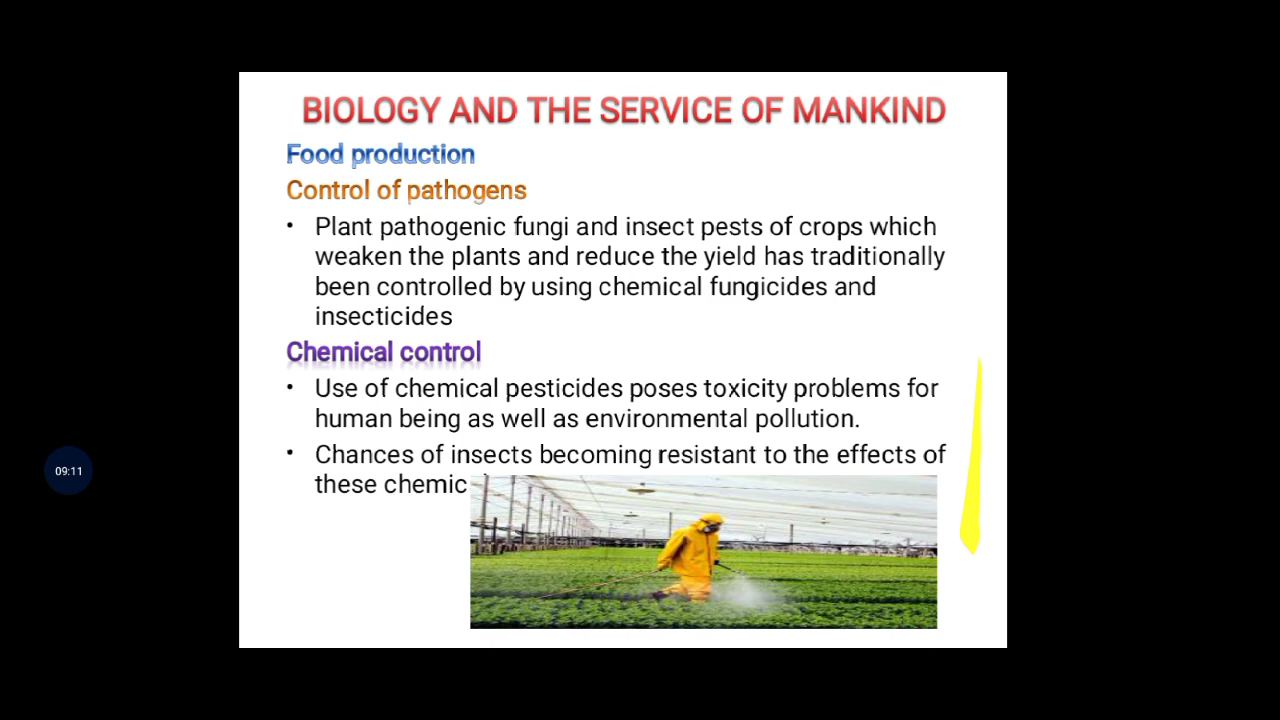 BIOLOGY AND THE SERVICE OF MANKIND
Food production
Control of pathogens
• Plant pathogenic fungi and insect pests of crops which
weaken the plants and reduce the yield has traditionally
been controlled by using chemical fungicides and
insecticides
Chemical control
• Use of chemical pesticides poses toxicity problems for
human being as well as environmental pollution.
• Chances of insects becoming resistant to the effects of
these chemic
09:11